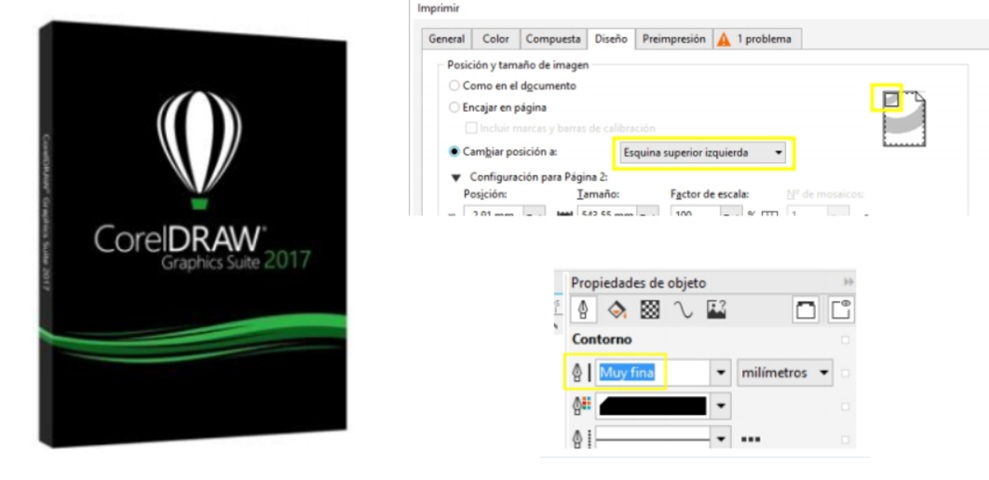 CorelDRAW® Graphics Suite 2017
CorelDRAW®
Graphics Suite 2017
Imprimir
General Color Compuesta Diseño Preimpresión 1 problema
Posición y tamaño de imagen
Como en el documento
Encajar en página
Incluir marcas y barras de calibración
Cambiar posición a: Esquina superior izquierda
Configuración para Página 2:
Posición: Tamaño: Factor de escala: Nº de mosaicos:
2,91 mm 543,55 mm 100 % 1
Propiedades de objeto
Contorno
Muy fina milímetros